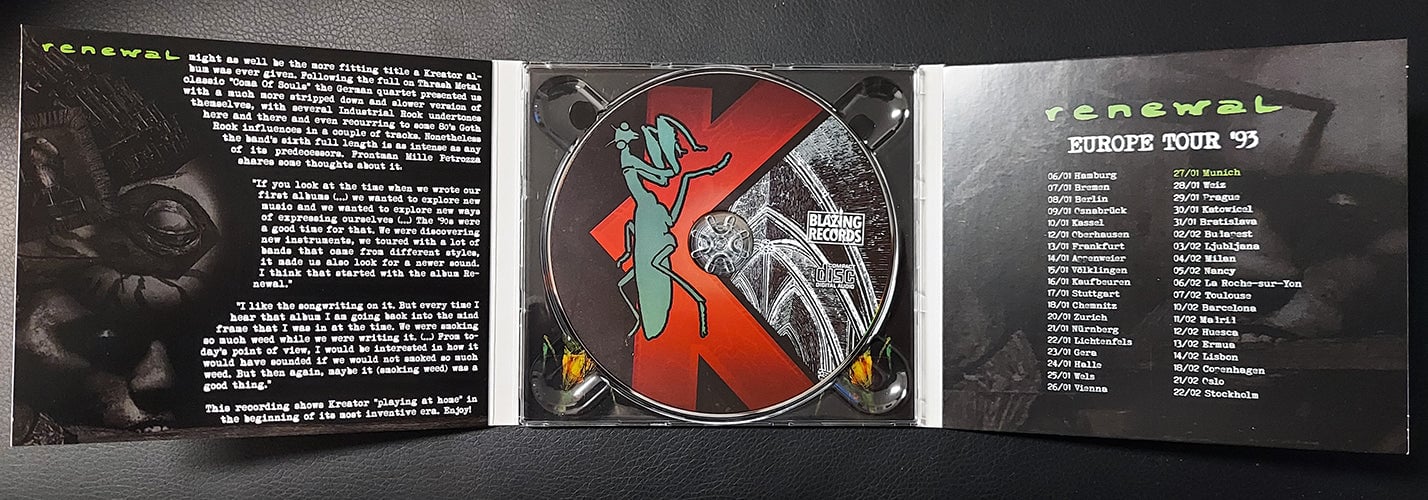 renewal might as well be the more fitting title a Kreator al-
bum was ever given. Following the full on Thrash Metal
classic "Coma Of Souls" the German quartet presented us
with a much more stripped down and slower version of
themselves, with several Industrial Rock undertones
here and there and even recurring to some 80's Goth
Rock influences in a couple of tracks. Nonetheless
the band's sixth full length is as intense as any
of its predecessors. Frontman Mille Petrozza
shares some thoughts about it.
"If you look at the time when we wrote our
first albums (...) we wanted to explore new
music and we wanted to explore new ways
of expressing ourselves (...) The '90s were
a good time for that. We were discovering
new instruments, we toured with a lot of
bands that came from different styles,
it made us also look for a newer sound.
I think that started with the album Re-
newal."
"I like the songwriting on it. But every time I
hear that album I am going back into the mind
frame that I was in at the time. We were smoking
so much weed while we were writing it. (...) From to-
day's point of view, I would be interested in how it
would have sounded if we would not smoked so much
weed. But then again, maybe it (smoking weed) was a
good thing."
This recording shows Kreator "playing at home" in
the beginning of its most inventive era. Enjoy!
BLAZING
RECORDS
COMPACT
disc
DIGITAL AUDIO
renewal
EUROPE TOUR '93
06/01 Hamburg
07/01 Bremen
08/01 Berlin
09/01 Osnabrück
10/01 Kassel
12/01 Oberhausen
13/01 Frankfurt
14/01 Appenweier
15/01 Völklingen
16/01 Kaufbeuren
17/01 Stuttgart
18/01 Chemnitz
20/01 Zurich
21/01 Nürnberg
22/01 Lichtenfels
23/01 Gera
24/01 Halle
25/01 Wels
26/01 Vienna
27/01 Munich
28/01 Weiz
29/01 Prague
30/01 Katowicel
31/01 Bratislava
02/02 Budapest
03/02 Ljubljana
04/02 Milan
05/02 Nancy
06/02 La Roche-sur-Yon
07/02 Toulouse
10/02 Barcelona
11/02 Madrid
12/02 Huesca
13/02 Ermua
14/02 Lisbon
18/02 Copenhagen
21/02 Oslo
22/02 Stockholm